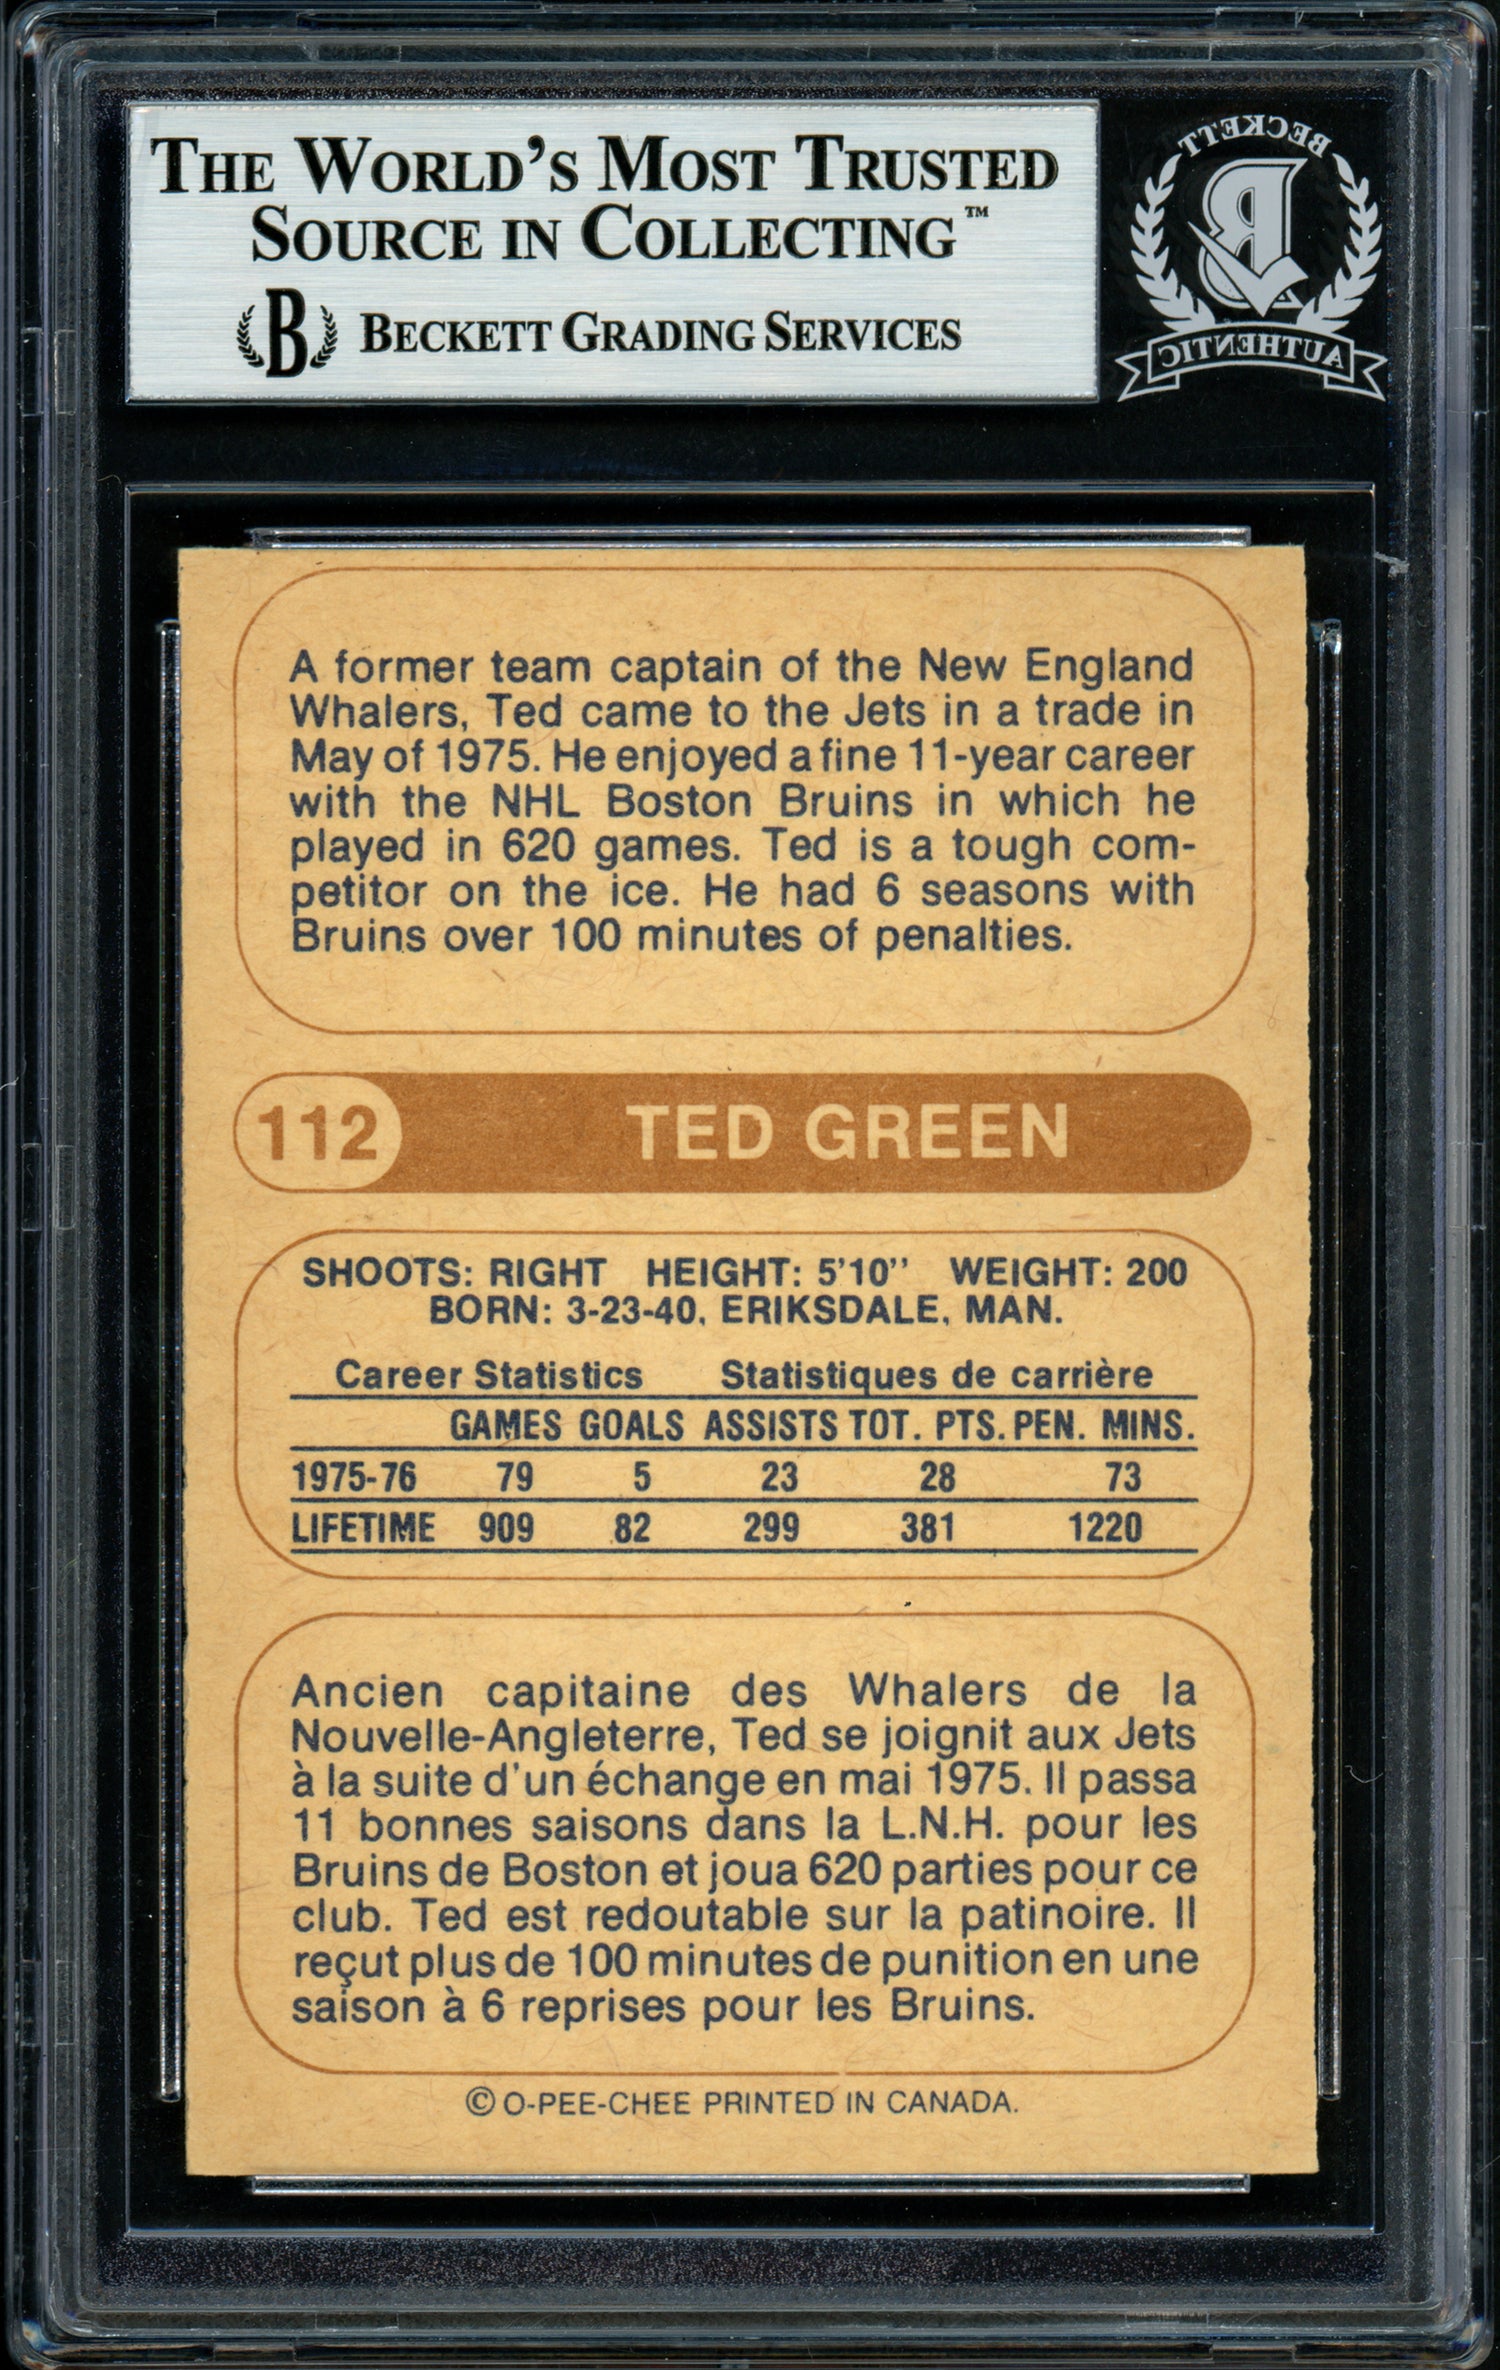 THE WORLD'S MOST TRUSTED
SOURCE IN COLLECTING™
B BECKETT GRADING SERVICES
BECKETT
B
AUTHENTIC
A former team captain of the New England
Whalers, Ted came to the Jets in a trade in
May of 1975. He enjoyed a fine 11-year career
with the NHL Boston Bruins in which he
played in 620 games. Ted is a tough com-
petitor on the ice. He had 6 seasons with
Bruins over 100 minutes of penalties.
112 TED GREEN
SHOOTS: RIGHT HEIGHT: 5'10'' WEIGHT: 200
BORN: 3-23-40, ERIKSDALE, MAN.
Career Statistics Statistiques de carrière
GAMES GOALS ASSISTS TOT. PTS. PEN. MINS.
1975-76 79 5 23 28 73
LIFETIME 909 82 299 381 1220
Ancien capitaine des Whalers de la
Nouvelle-Angleterre, Ted se joignit aux Jets
à la suite d'un échange en mai 1975. Il passa
11 bonnes saisons dans la L.N.H. pour les
Bruins de Boston et joua 620 parties pour ce
club. Ted est redoutable sur la patinoire. Il
reçut plus de 100 minutes de punition en une
saison à 6 reprises pour les Bruins.
© O-PEE-CHEE PRINTED IN CANADA.